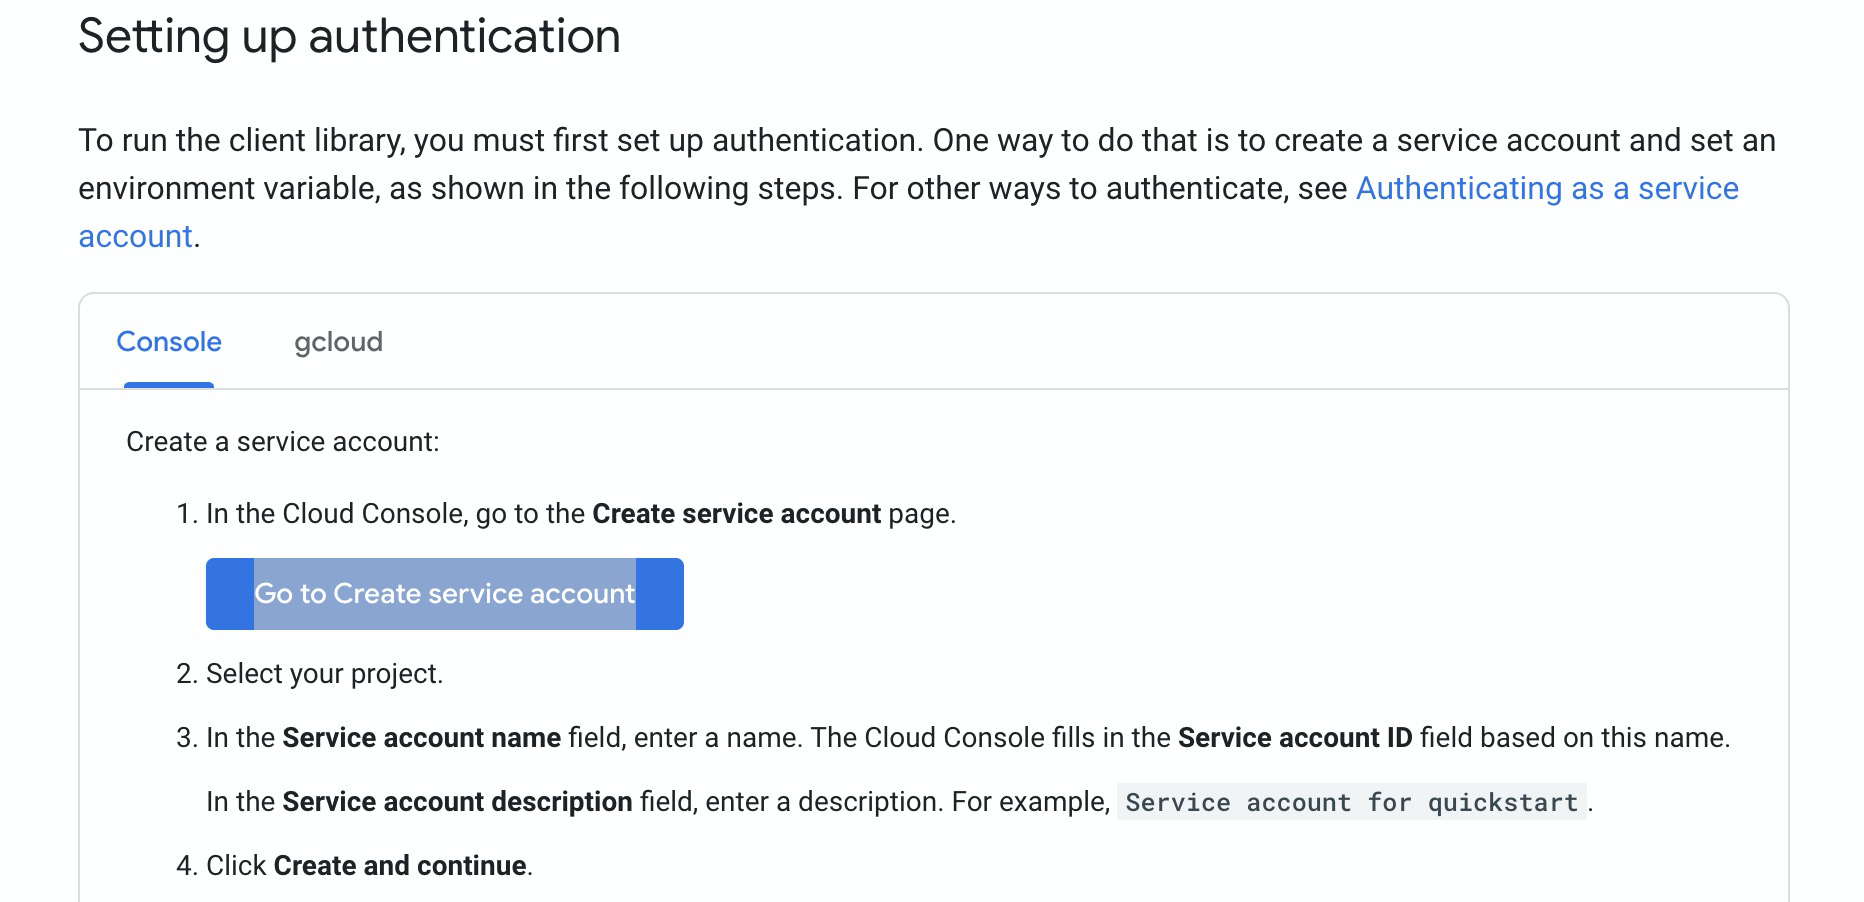 Setting up authentication
To run the client library, you must first set up authentication. One way to do that is to create a service account and set an
environment variable, as shown in the following steps. For other ways to authenticate, see Authenticating as a service
account.
Console gcloud
Create a service account:
1. In the Cloud Console, go to the Create service account page.
Go to Create service account
2. Select your project.
3. In the Service account name field, enter a name. The Cloud Console fills in the Service account ID field based on this name.
In the Service account description field, enter a description. For example, Service account for quickstart.
4. Click Create and continue.